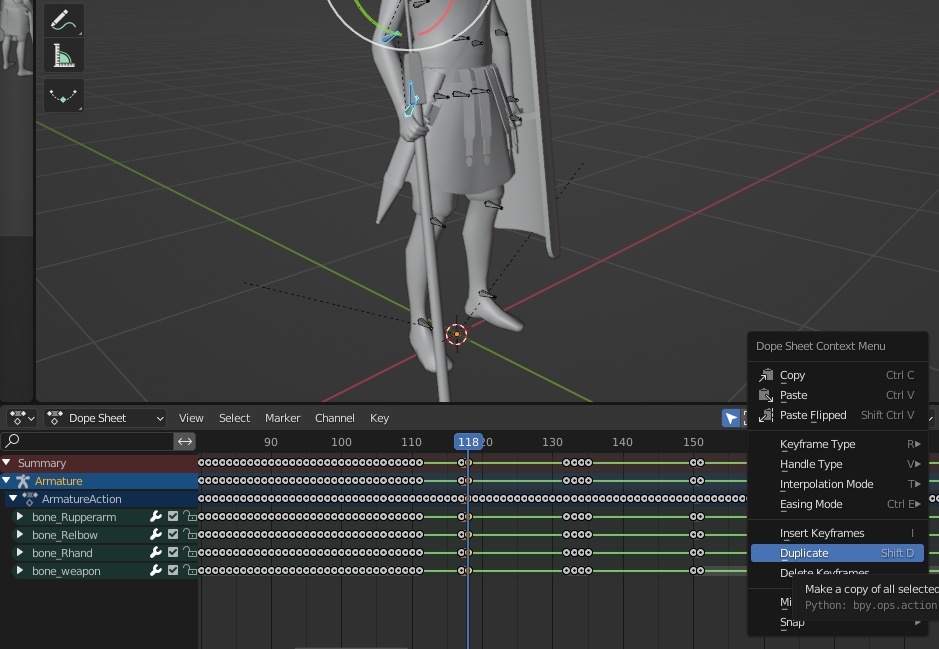 Dope Sheet Context Menu
Copy Ctrl C
Paste Ctrl V
Paste Flipped Shift Ctrl V
Keyframe Type R
Handle Type V
Interpolation Mode T
Easing Mode Ctrl E
Insert Keyframes I
Duplicate Shift D
Delete Keyframes
Make a copy of all selected
Mi
Python: bpy.ops.action
Snap
Dope Sheet View Select Marker Channel Key
90 100 110 118 20 130 140 150
Summary
Armature
ArmatureAction
bone_Rupperarm
bone_Relbow
bone_Rhand
bone_weapon